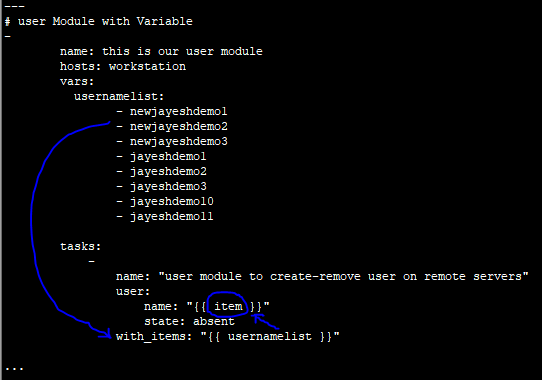 ---
# user Module with Variable
-
name: this is our user module
hosts: workstation
vars:
usernamelist:
- newjayeshdemo1
- newjayeshdemo2
- newjayeshdemo3
- jayeshdemo1
- jayeshdemo2
- jayeshdemo3
- jayeshdemo10
- jayeshdemo11
tasks:
-
name: "user module to create-remove user on remote servers"
user:
name: "{{ item }}"
state: absent
with_items: "{{ usernamelist }}"
...